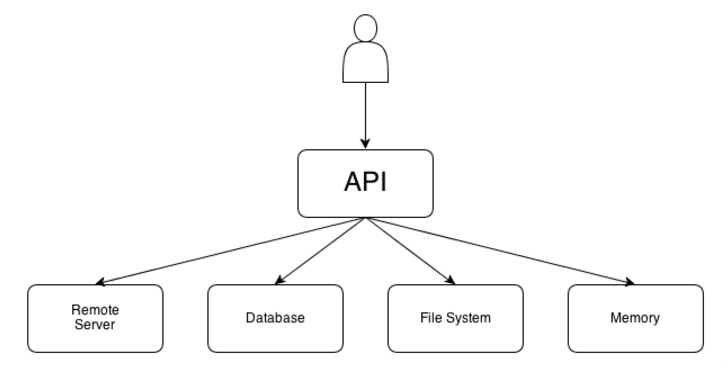 API
Remote
Server
Database
File System
Memory